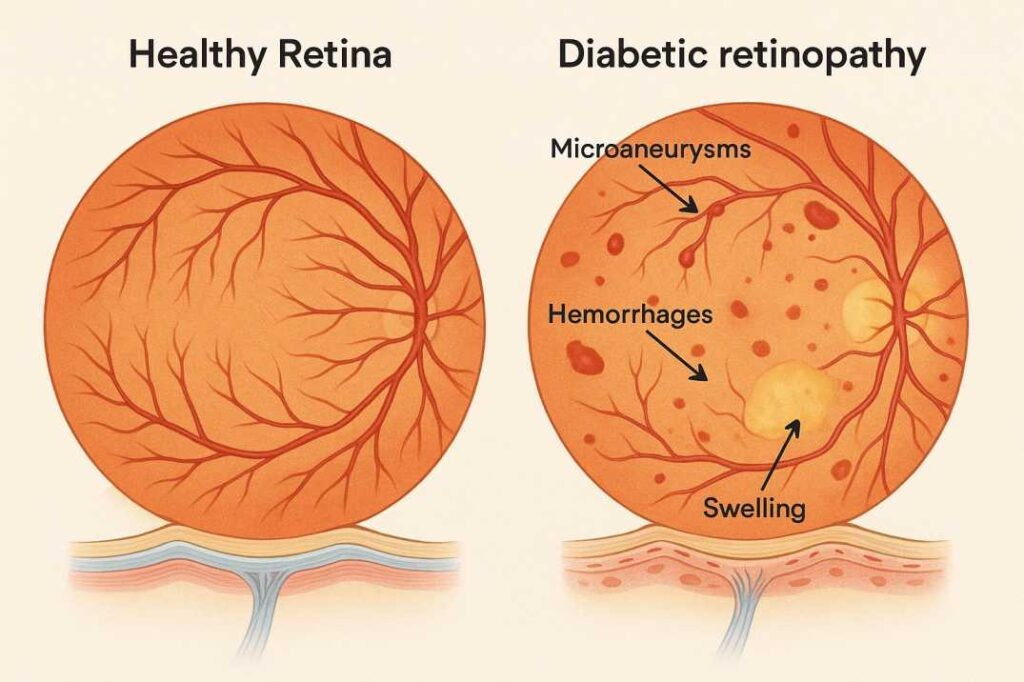 Healthy Retina
Diabetic retinopathy
Microaneurysms
Hemorrhages
Swelling